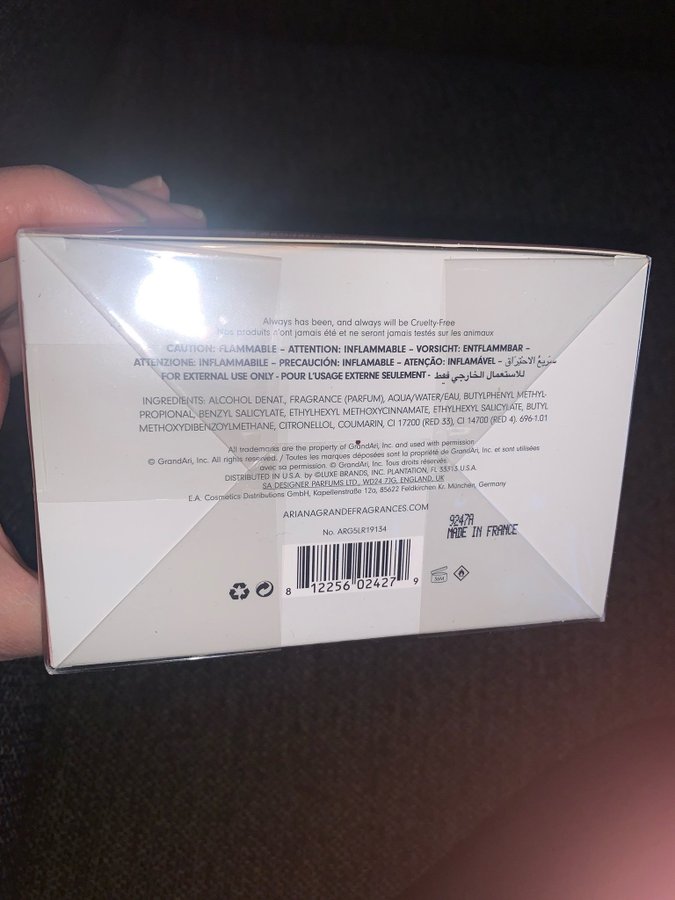 Always has been, and always will be Cruelty-Free
Nos produits n'ont jamais été et ne seront jamais testés sur les animaux
CAUTION: FLAMMABLE – ATTENTION: INFLAMMABLE – VORSICHT: ENTFLAMMBAR –
ATTENZIONE: INFLAMMABILE – PRECAUCIÓN: INFLAMABLE – ATENÇÃO: INFLAMÁVEL – سريع الاحتراق
FOR EXTERNAL USE ONLY - POUR L'USAGE EXTERNE SEULEMENT - للاستعمال الخارجي فقط
INGREDIENTS: ALCOHOL DENAT., FRAGRANCE (PARFUM), AQUA/WATER/EAU, BUTYLPHENYL METHYL-
PROPIONAL, BENZYL SALICYLATE, ETHYLHEXYL METHOXYCINNAMATE, ETHYLHEXYL SALICYLATE, BUTYL
METHOXYDIBENZOYLMETHANE, CITRONELLOL, COUMARIN, CI 17200 (RED 33), CI 14700 (RED 4). 696-1.01
All trademarks are the property of GrandAri, Inc. and used with permission
© GrandAri, Inc. All rights reserved. / Toutes les marques déposées sont la propriété de GrandAri, Inc. et sont utilisées
avec sa permission. © GrandAri, Inc. Tous droits réservés.
DISTRIBUTED IN U.S.A. by ©LUXE BRANDS, INC. PLANTATION, FL 33313 U.S.A.
SA DESIGNER PARFUMS LTD., WD24 7JG. ENGLAND, UK
E.A. Cosmetics Distributions GmbH, Kapellenstraße 12a, 85622 Feldkirchen Kr. München, Germany
ARIANAGRANDEFRAGRANCES.COM
No. ARG5LR19134
9247A
MADE IN FRANCE
8 12256 02427 9
36M